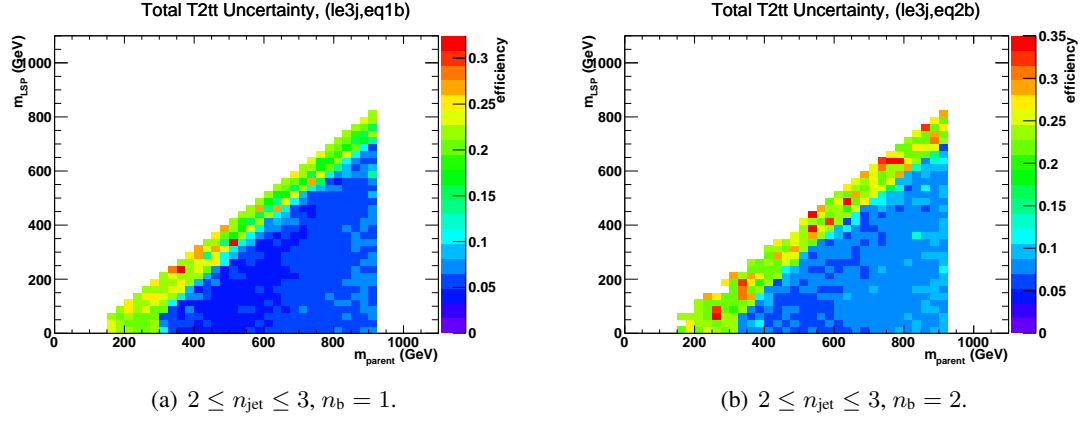 Total T2tt Uncertainty, (le3j,eq1b)
m_LSP (GeV)
1000
800
600
400
200
0
0 200 400 600 800 1000
m_parent (GeV)
0.3
0.25
0.2
0.15
0.1
0.05
0
efficiency
(a) 2 ≤ n_jet ≤ 3, n_b = 1.
Total T2tt Uncertainty, (le3j,eq2b)
m_LSP (GeV)
1000
800
600
400
200
0
0 200 400 600 800 1000
m_parent (GeV)
0.35
0.3
0.25
0.2
0.15
0.1
0.05
0
efficiency
(b) 2 ≤ n_jet ≤ 3, n_b = 2.